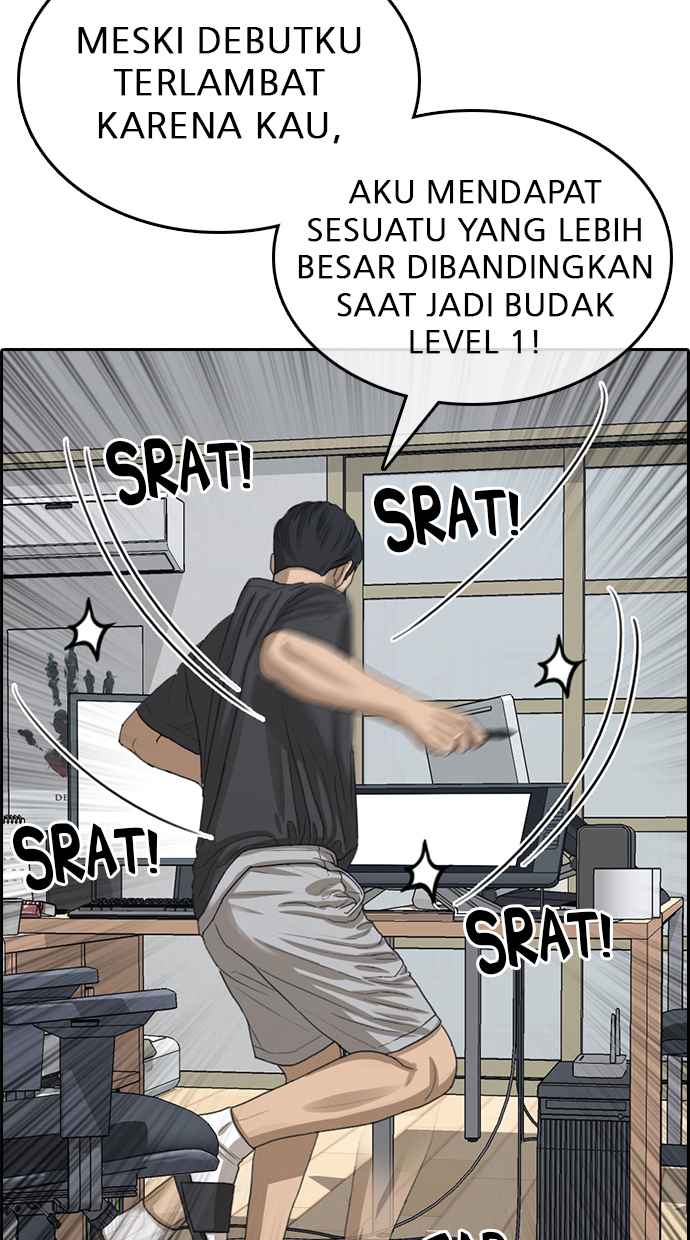 MESKI DEBUTKU
TERLAMBAT
KARENA KAU,
AKU MENDAPAT
SESUATU YANG LEBIH
BESAR DIBANDINGKAN
SAAT JADI BUDAK
LEVEL 1!
SRAT!
SRAT!
SRAT!
SRAT!